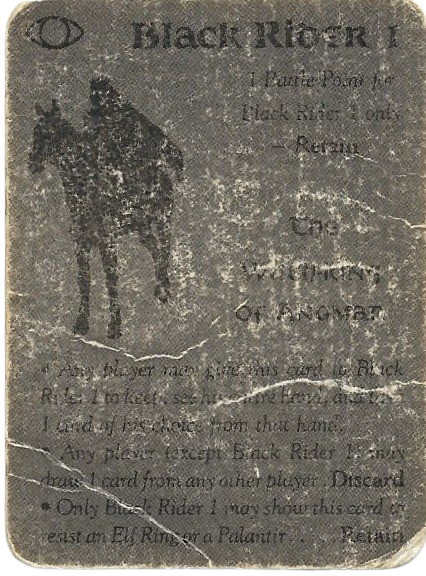 Black Rider 1
1 Battle Point for
Black Rider 1 only
– Retain
The
Witchking
of Angmar
• Any player may give this card to Black
Rider 1 to keep, see his entire hand, and take
1 card of his choice from that hand.
• Any player (except Black Rider 1) may
draw 1 card from any other player . Discard
• Only Black Rider 1 may show this card to
resist an Elf Ring or a Palantir . . . . Retain